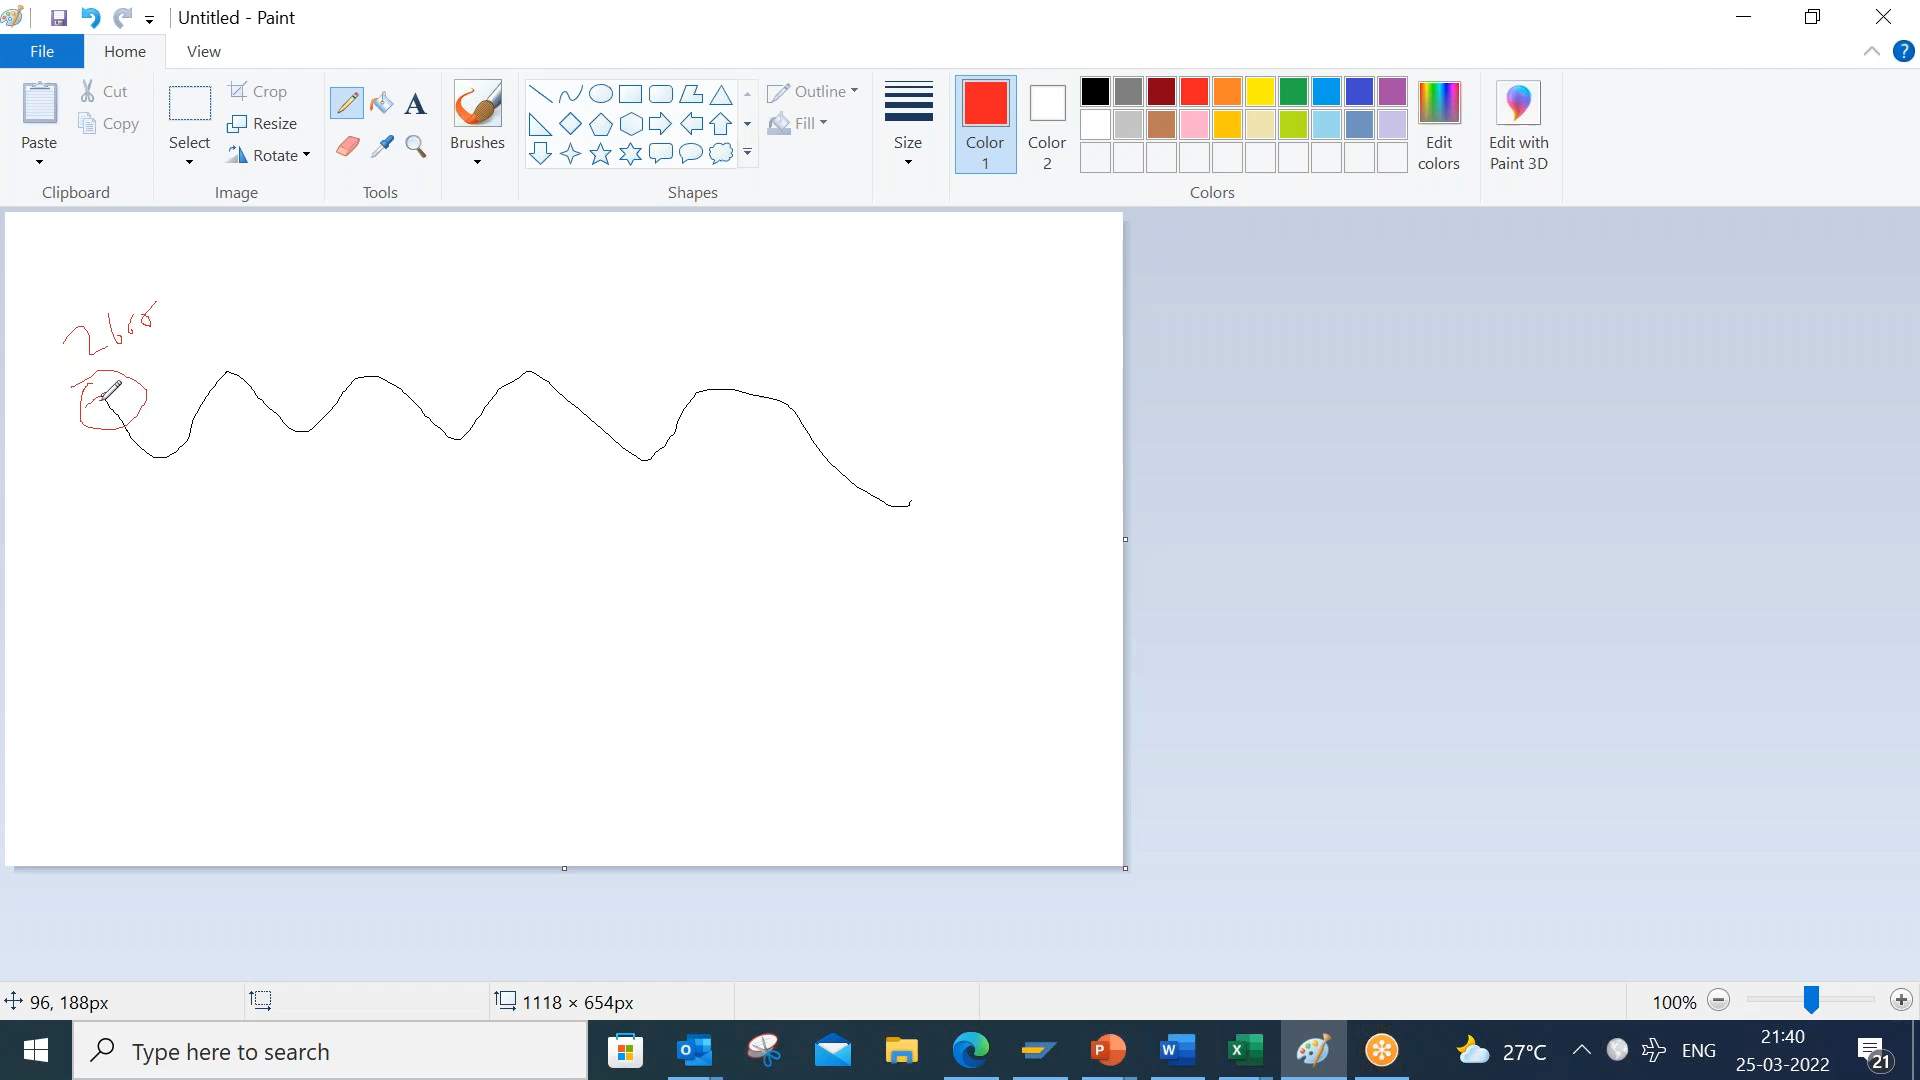 Untitled - Paint
File Home View
Paste
Cut
Copy
Clipboard
Select
Crop
Resize
Rotate
Image
Tools
Brushes
Shapes
Outline
Fill
Size
Color 1
Color 2
Colors
Edit colors
Edit with Paint 3D
96, 188px
1118 × 654px
100%
Type here to search
27°C
ENG
21:40
25-03-2022
21